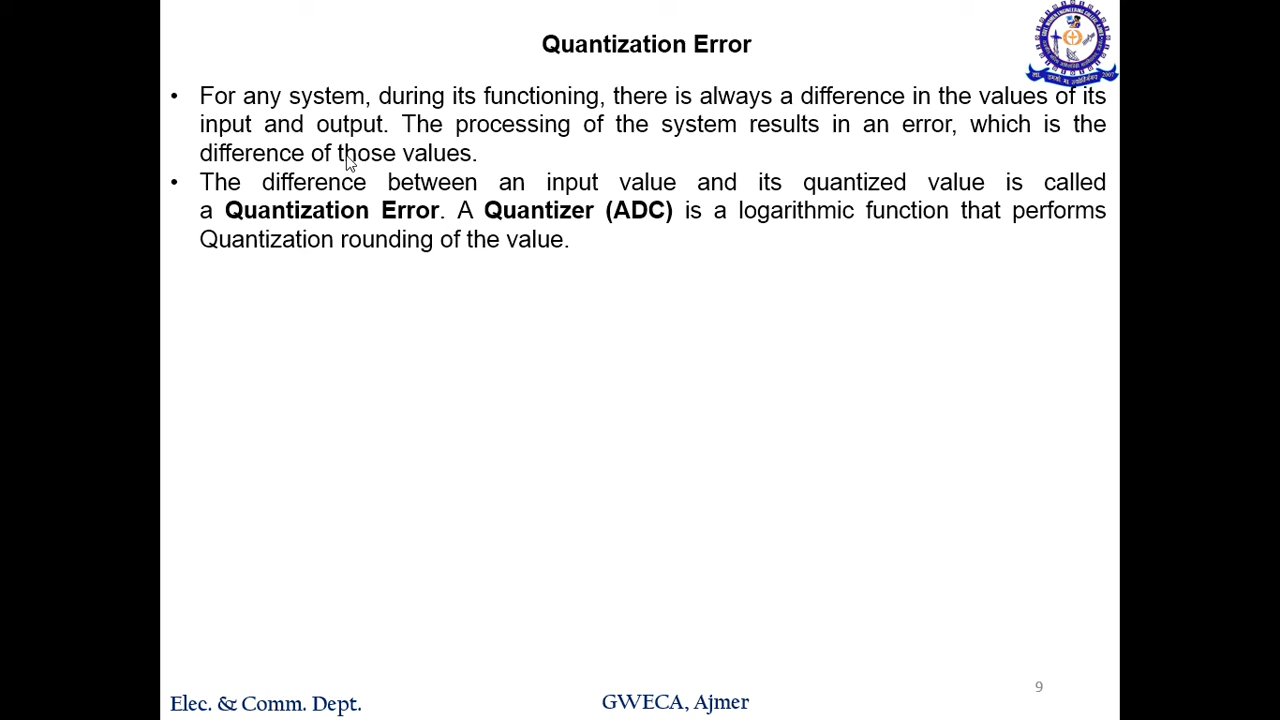 Quantization Error
• For any system, during its functioning, there is always a difference in the values of its
input and output. The processing of the system results in an error, which is the
difference of those values.
• The difference between an input value and its quantized value is called
a Quantization Error. A Quantizer (ADC) is a logarithmic function that performs
Quantization rounding of the value.
9
Elec. & Comm. Dept.
GWECA, Ajmer